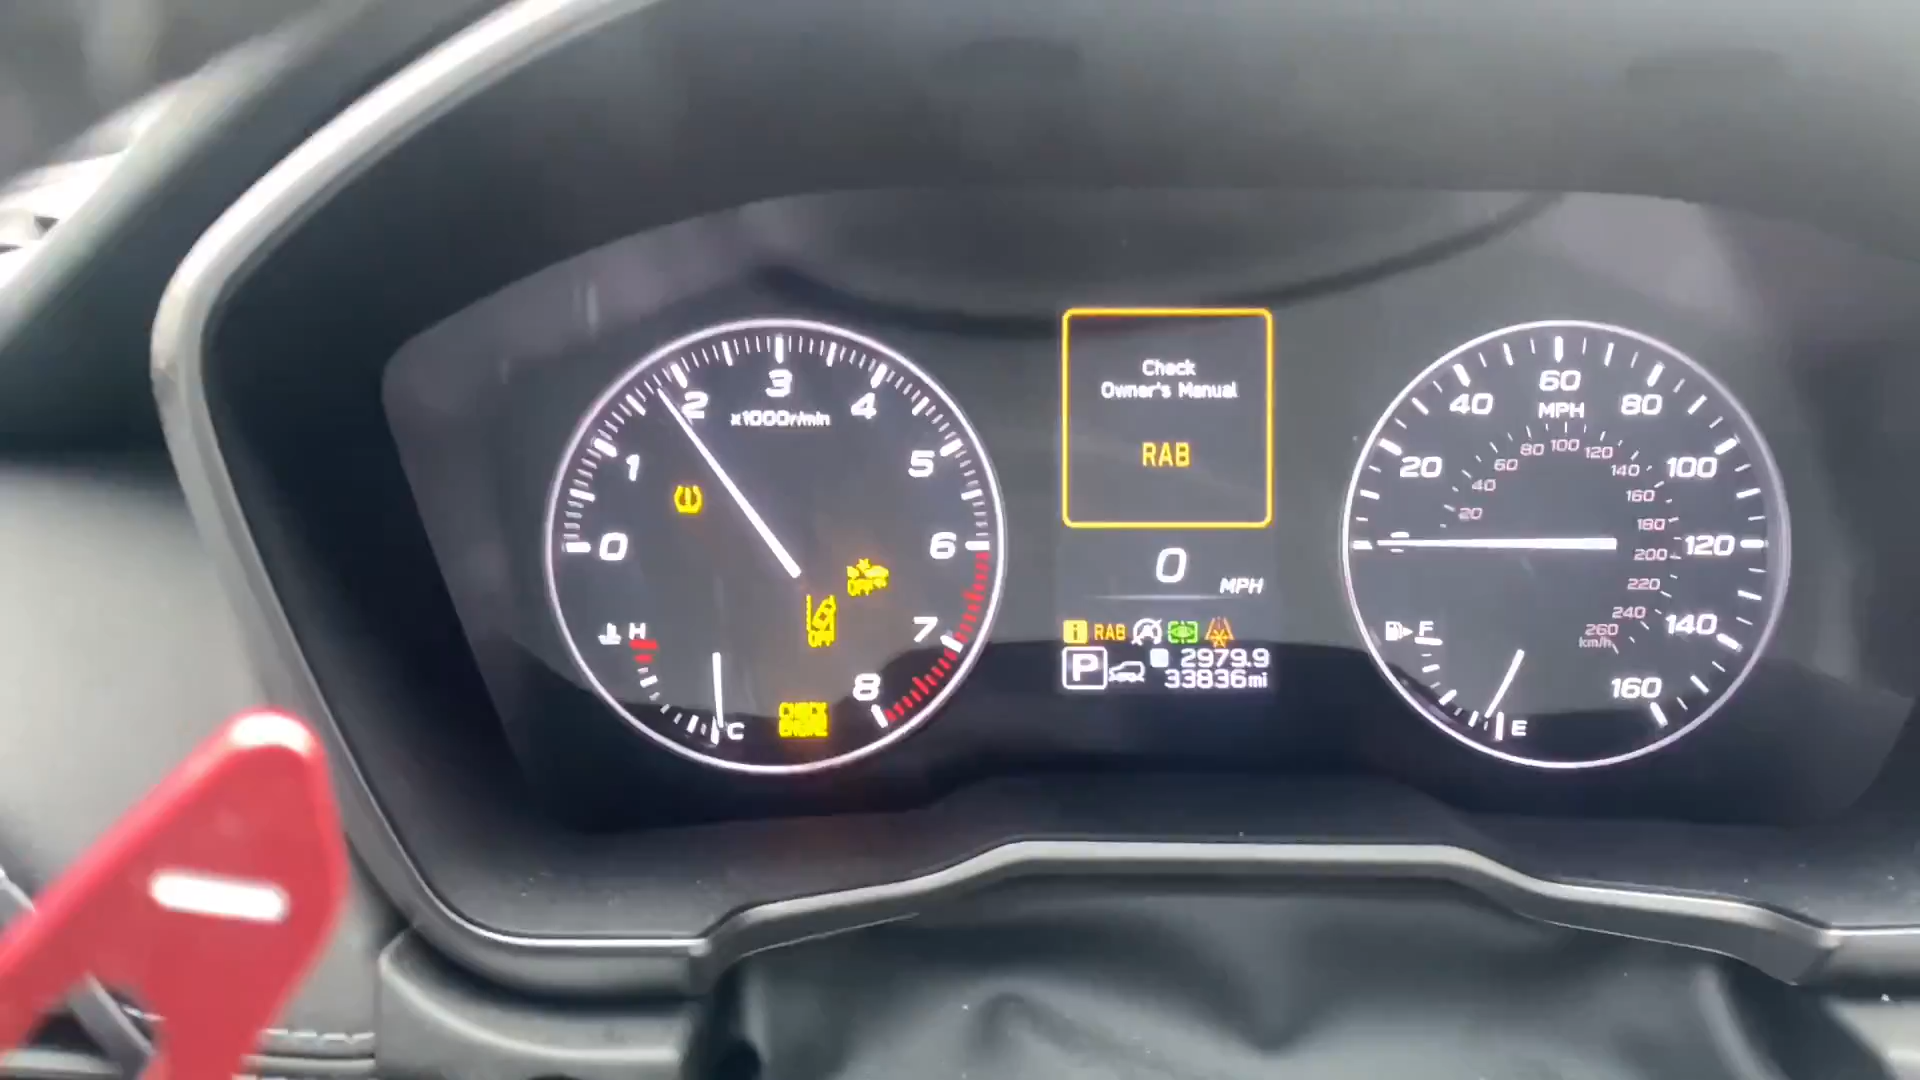 0
1
2
3
4
5
6
7
8
x1000r/min
OFF
OFF
H
C
CHECK
ENGINE
Check
Owner's Manual
RAB
0
MPH
i RAB A
P 2979.9
33836mi
20
40
60
80
100
120
140
160
MPH
20
40
60
80
100
120
140
160
180
200
220
240
260
km/h
F
E